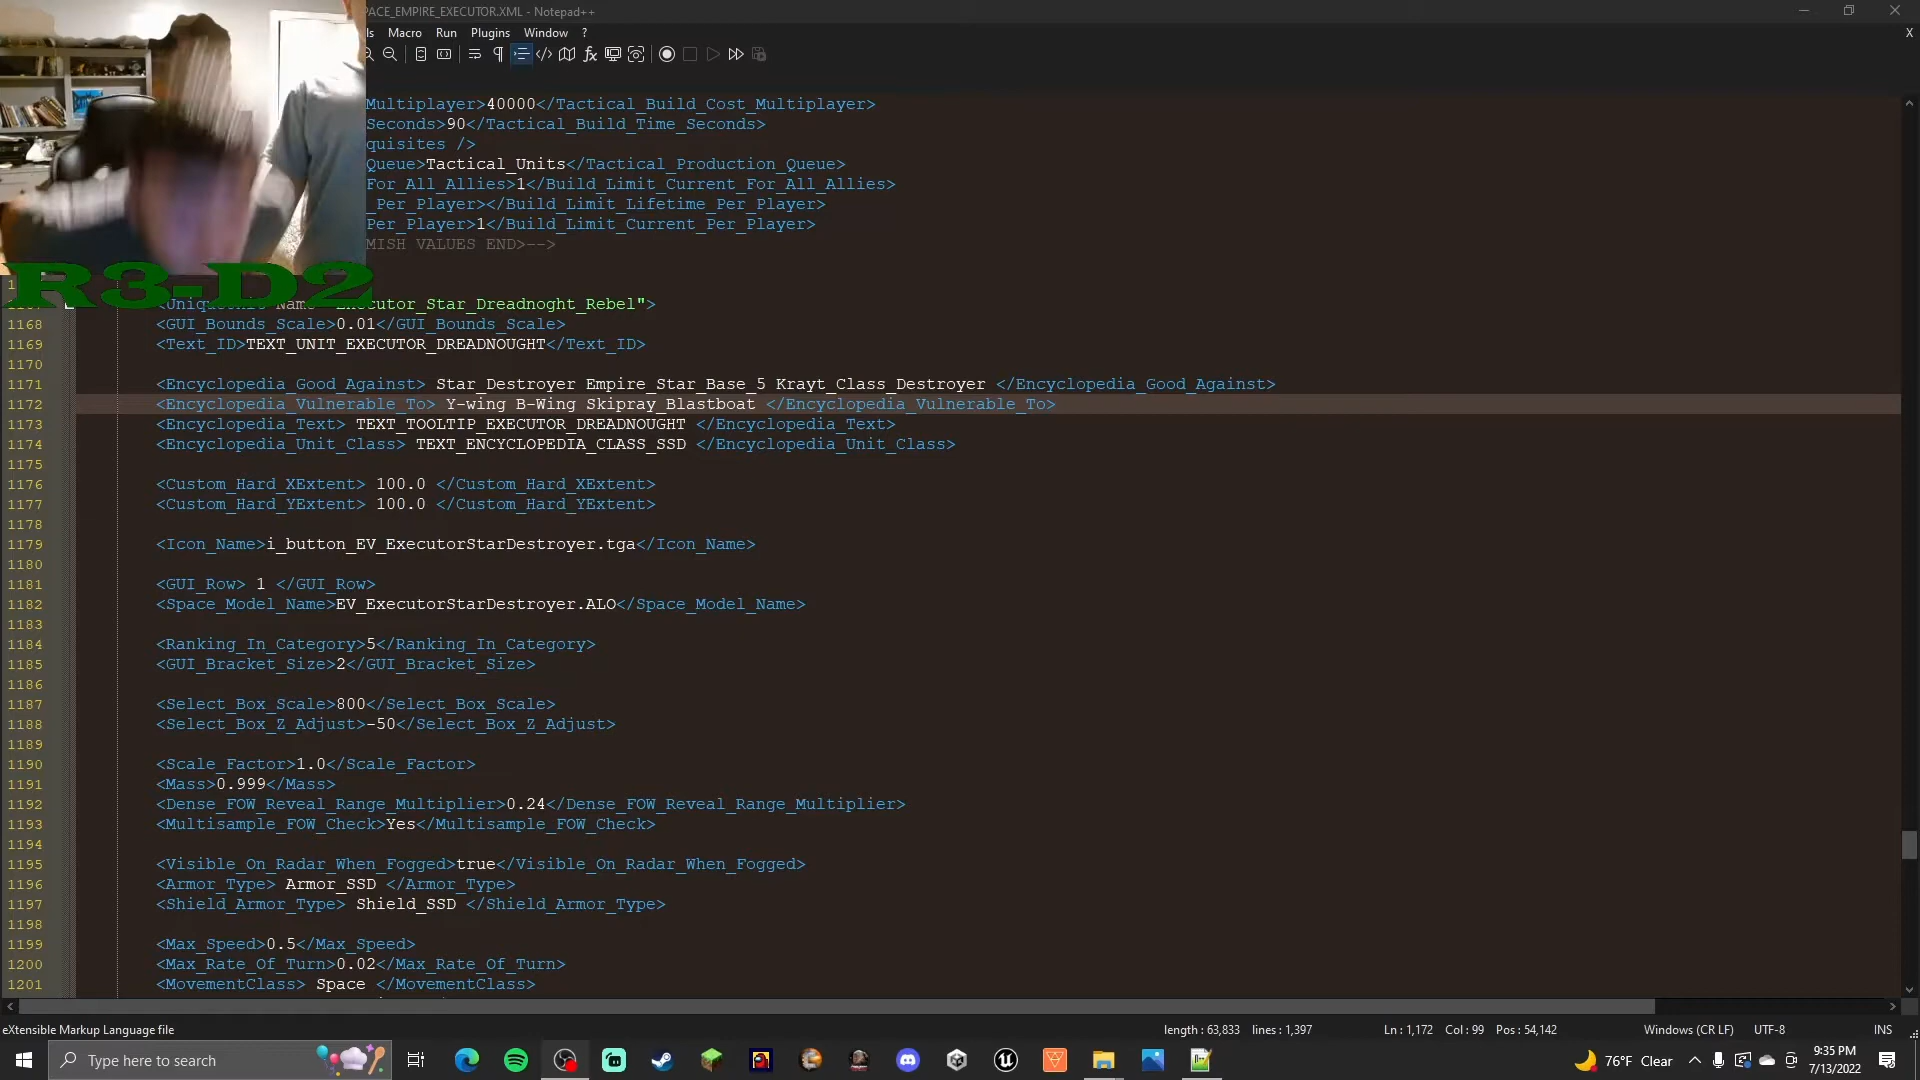 PACE_EMPIRE_EXECUTOR.XML - Notepad++
ls Macro Run Plugins Window ? X
Multiplayer>40000</Tactical_Build_Cost_Multiplayer>
Seconds>90</Tactical_Build_Time_Seconds>
quisites />
Queue>Tactical_Units</Tactical_Production_Queue>
For_All_Allies>1</Build_Limit_Current_For_All_Allies>
_Per_Player></Build_Limit_Lifetime_Per_Player>
Per_Player>1</Build_Limit_Current_Per_Player>
MISH VALUES END>-->
R3-D2
Executor_Star_Dreadnoght_Rebel">
1168 <GUI_Bounds_Scale>0.01</GUI_Bounds_Scale>
1169 <Text_ID>TEXT_UNIT_EXECUTOR_DREADNOUGHT</Text_ID>
1170
1171 <Encyclopedia_Good_Against> Star_Destroyer Empire_Star_Base_5 Krayt_Class_Destroyer </Encyclopedia_Good_Against>
1172 <Encyclopedia_Vulnerable_To> Y-wing B-Wing Skipray_Blastboat </Encyclopedia_Vulnerable_To>
1173 <Encyclopedia_Text> TEXT_TOOLTIP_EXECUTOR_DREADNOUGHT </Encyclopedia_Text>
1174 <Encyclopedia_Unit_Class> TEXT_ENCYCLOPEDIA_CLASS_SSD </Encyclopedia_Unit_Class>
1175
1176 <Custom_Hard_XExtent> 100.0 </Custom_Hard_XExtent>
1177 <Custom_Hard_YExtent> 100.0 </Custom_Hard_YExtent>
1178
1179 <Icon_Name>i_button_EV_ExecutorStarDestroyer.tga</Icon_Name>
1180
1181 <GUI_Row> 1 </GUI_Row>
1182 <Space_Model_Name>EV_ExecutorStarDestroyer.ALO</Space_Model_Name>
1183
1184 <Ranking_In_Category>5</Ranking_In_Category>
1185 <GUI_Bracket_Size>2</GUI_Bracket_Size>
1186
1187 <Select_Box_Scale>800</Select_Box_Scale>
1188 <Select_Box_Z_Adjust>-50</Select_Box_Z_Adjust>
1189
1190 <Scale_Factor>1.0</Scale_Factor>
1191 <Mass>0.999</Mass>
1192 <Dense_FOW_Reveal_Range_Multiplier>0.24</Dense_FOW_Reveal_Range_Multiplier>
1193 <Multisample_FOW_Check>Yes</Multisample_FOW_Check>
1194
1195 <Visible_On_Radar_When_Fogged>true</Visible_On_Radar_When_Fogged>
1196 <Armor_Type> Armor_SSD </Armor_Type>
1197 <Shield_Armor_Type> Shield_SSD </Shield_Armor_Type>
1198
1199 <Max_Speed>0.5</Max_Speed>
1200 <Max_Rate_Of_Turn>0.02</Max_Rate_Of_Turn>
1201 <MovementClass> Space </MovementClass>
eXtensible Markup Language file length : 63,833 lines : 1,397 Ln : 1,172 Col : 99 Pos : 54,142 Windows (CR LF) UTF-8 INS
Type here to search 76°F Clear 9:35 PM
7/13/2022